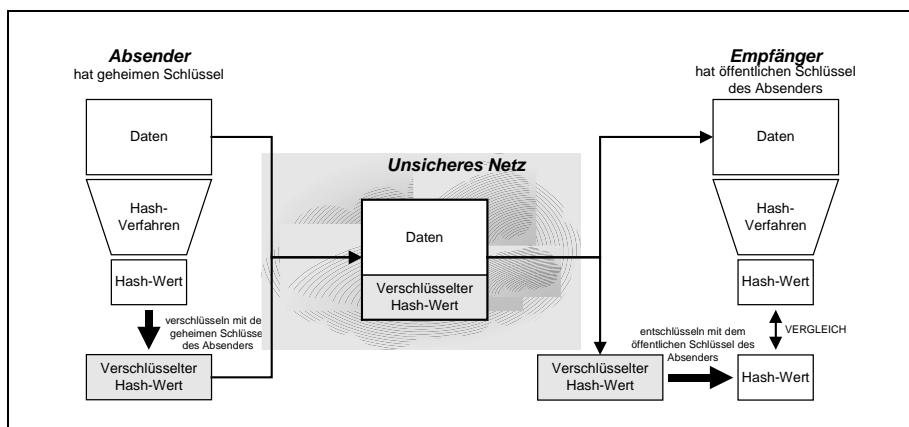 Absender
hat geheimen Schlüssel
Daten
Hash-
Verfahren
Hash-Wert
verschlüsseln mit de
geheimen Schlüsse
des Absenders
Verschlüsselter
Hash-Wert
Unsicheres Netz
Daten
Verschlüsselter
Hash-Wert
Empfänger
hat öffentlichen Schlüssel
des Absenders
Daten
Hash-
Verfahren
Hash-Wert
VERGLEICH
entschlüsseln mit dem
öffentlichen Schlüssel des
Absenders
Verschlüsselter
Hash-Wert
Hash-Wert